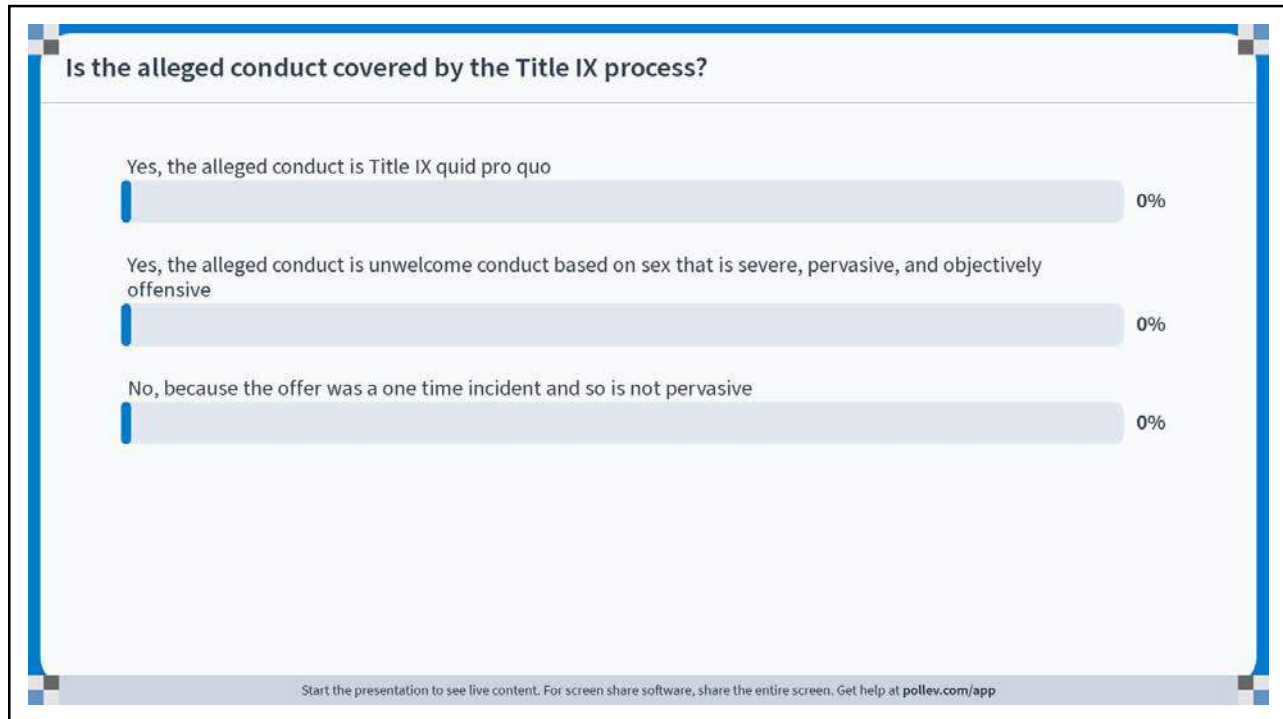 Is the alleged conduct covered by the Title IX process?
Yes, the alleged conduct is Title IX quid pro quo
0%
Yes, the alleged conduct is unwelcome conduct based on sex that is severe, pervasive, and objectively
offensive
0%
No, because the offer was a one time incident and so is not pervasive
0%
Start the presentation to see live content. For screen share software, share the entire screen. Get help at pollev.com/app